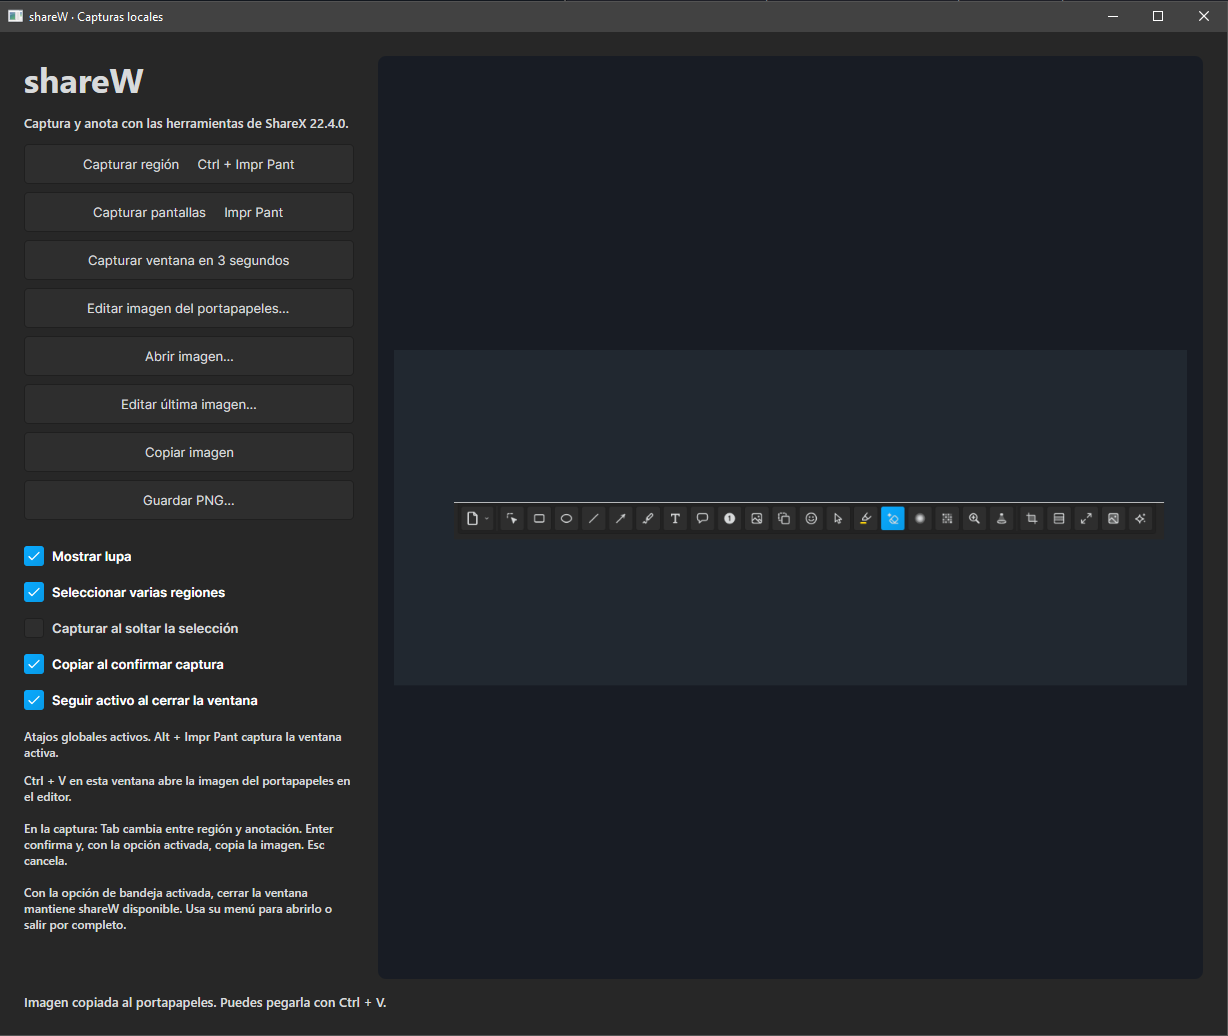 shareW · Capturas locales
shareW
Captura y anota con las herramientas de ShareX 22.4.0.
Capturar región Ctrl + Impr Pant
Capturar pantallas Impr Pant
Capturar ventana en 3 segundos
Editar imagen del portapapeles...
Abrir imagen...
Editar última imagen...
Copiar imagen
Guardar PNG...
Mostrar lupa
Seleccionar varias regiones
Capturar al soltar la selección
Copiar al confirmar captura
Seguir activo al cerrar la ventana
Atajos globales activos. Alt + Impr Pant captura la ventana
activa.
Ctrl + V en esta ventana abre la imagen del portapapeles en
el editor.
En la captura: Tab cambia entre región y anotación. Enter
confirma y, con la opción activada, copia la imagen. Esc
cancela.
Con la opción de bandeja activada, cerrar la ventana
mantiene shareW disponible. Usa su menú para abrirlo o
salir por completo.
T
1
Imagen copiada al portapapeles. Puedes pegarla con Ctrl + V.